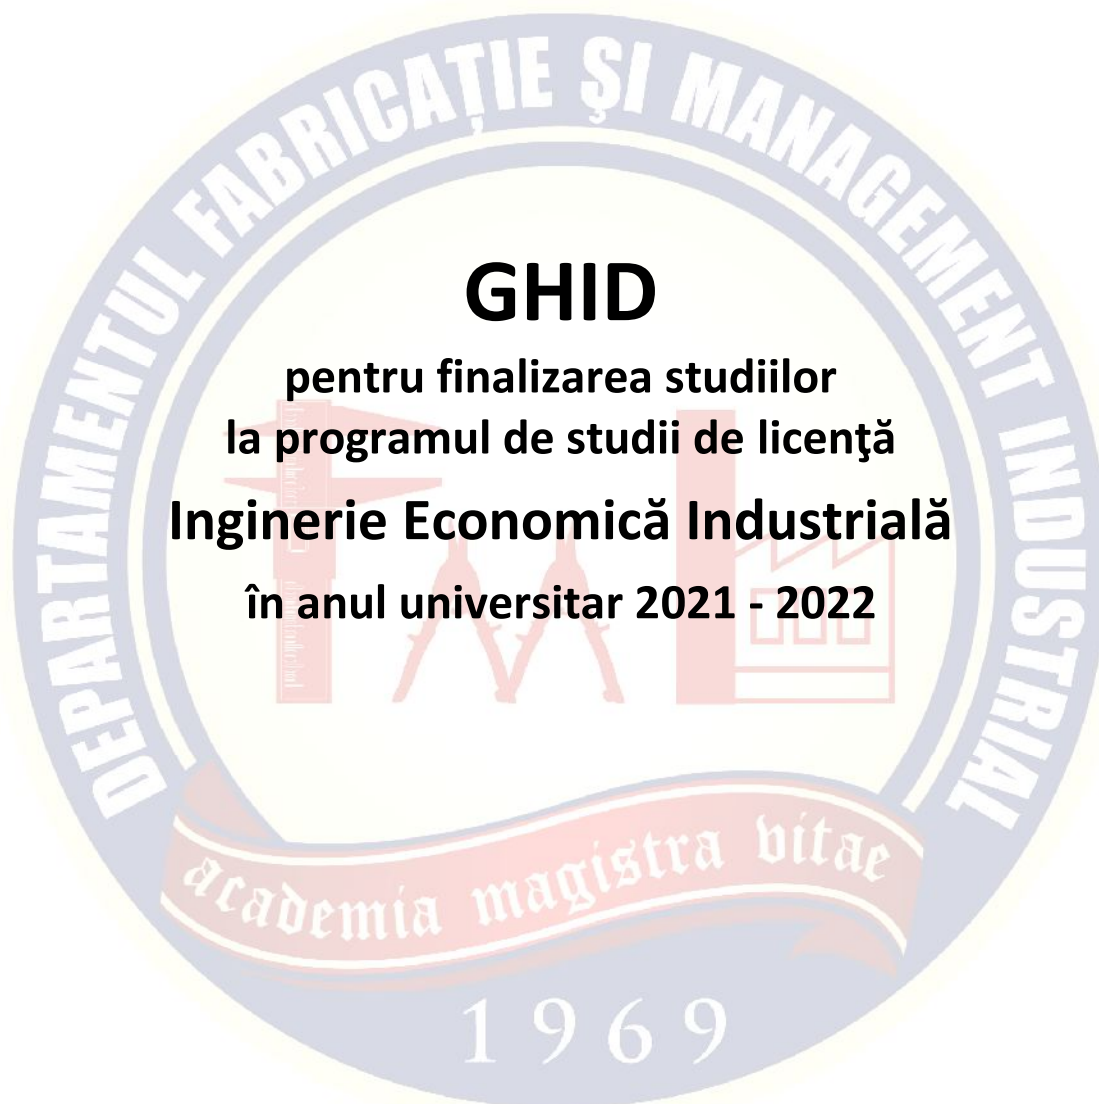 DEPARTAMENTUL FABRICAŢIE ŞI MANAGEMENT INDUSTRIAL
GHID
pentru finalizarea studiilor
la programul de studii de licenţă
Inginerie Economică Industrială
în anul universitar 2021 - 2022
academia magistra vitae
1969